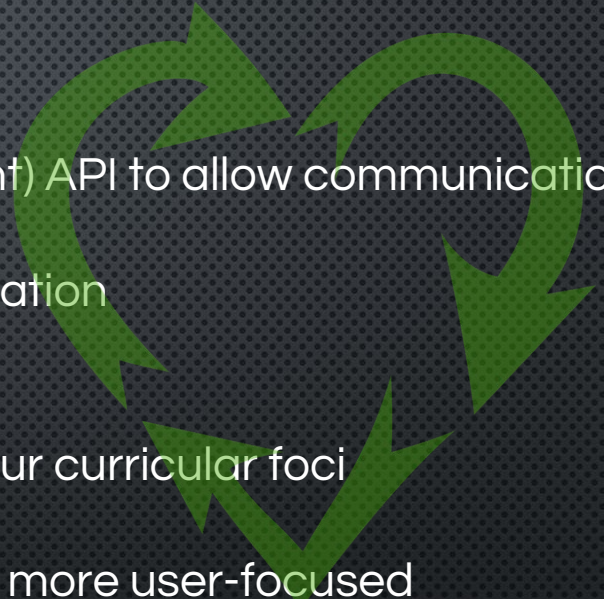 t) API to allow communicatio
ation
ur curricular foci
more user-focused